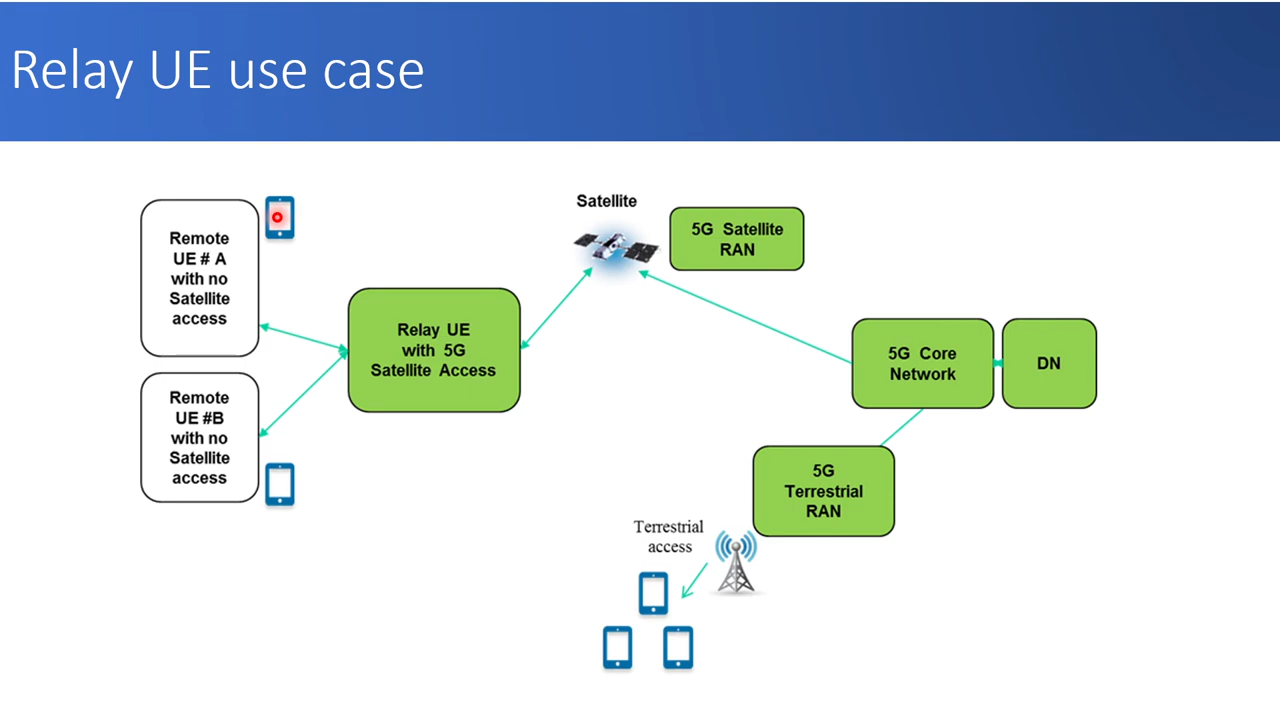 Relay UE use case
Remote
UE # A
with no
Satellite
access
Remote
UE #B
with no
Satellite
access
Relay UE
with 5G
Satellite Access
Satellite
5G Satellite
RAN
5G Core
Network
DN
5G
Terrestrial
RAN
Terrestrial
access